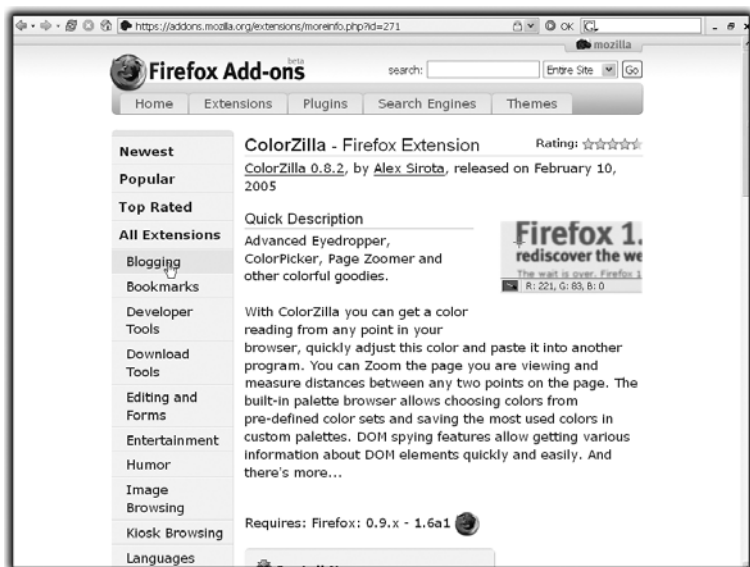 https://addons.mozilla.org/extensions/moreinfo.php?id=271
OK
mozilla
Firefox Add-ons
beta
search:
Entire Site
Go
Home
Extensions
Plugins
Search Engines
Themes
Newest
Popular
Top Rated
All Extensions
Blogging
Bookmarks
Developer
Tools
Download
Tools
Editing and
Forms
Entertainment
Humor
Image
Browsing
Kiosk Browsing
Languages
ColorZilla - Firefox Extension
Rating:
ColorZilla 0.8.2, by Alex Sirota, released on February 10,
2005
Quick Description
Advanced Eyedropper,
ColorPicker, Page Zoomer and
other colorful goodies.
Firefox 1.
rediscover the we
The wait is over. Firefox 1
R: 221, G: 83, B: 0
With ColorZilla you can get a color
reading from any point in your
browser, quickly adjust this color and paste it into another
program. You can Zoom the page you are viewing and
measure distances between any two points on the page. The
built-in palette browser allows choosing colors from
pre-defined color sets and saving the most used colors in
custom palettes. DOM spying features allow getting various
information about DOM elements quickly and easily. And
there's more...
Requires: Firefox: 0.9.x - 1.6a1